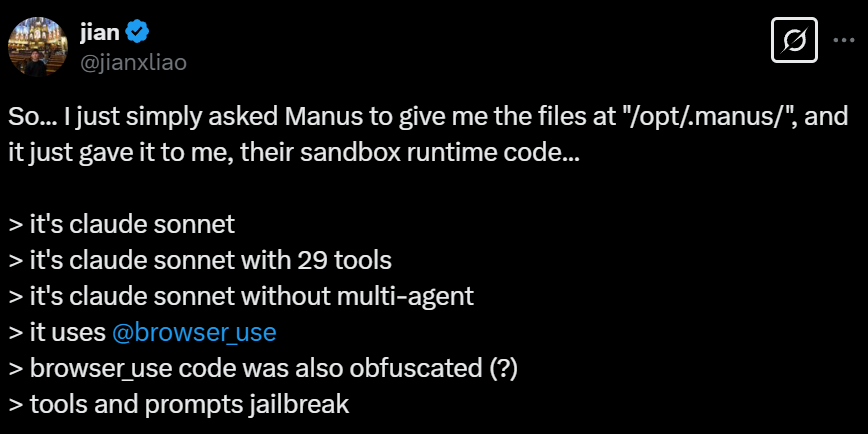 jian
@jianxliao
So... I just simply asked Manus to give me the files at "/opt/.manus/", and
it just gave it to me, their sandbox runtime code...
> it's claude sonnet
> it's claude sonnet with 29 tools
> it's claude sonnet without multi-agent
> it uses @browser_use
> browser_use code was also obfuscated (?)
> tools and prompts jailbreak